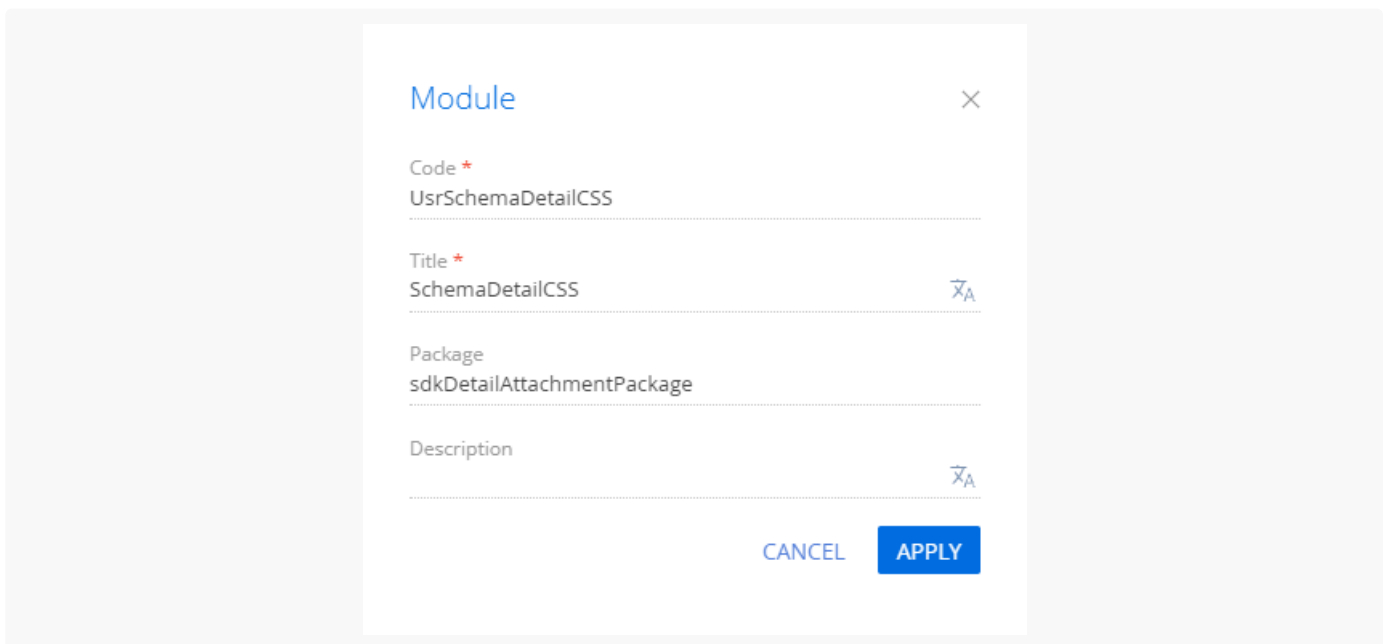 Module
Code *
UsrSchemaDetailCSS
Title *
SchemaDetailCSS
Package
sdkDetailAttachmentPackage
Description
CANCEL APPLY